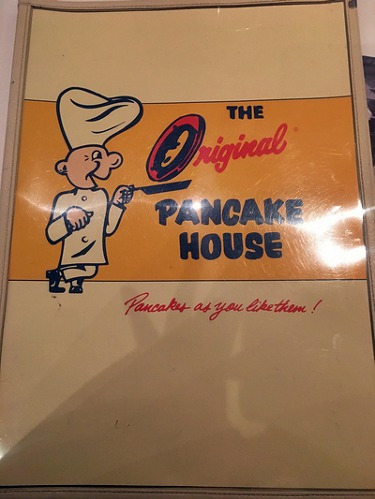 THE
Original
PANCAKE
HOUSE
Pancakes as you like them!